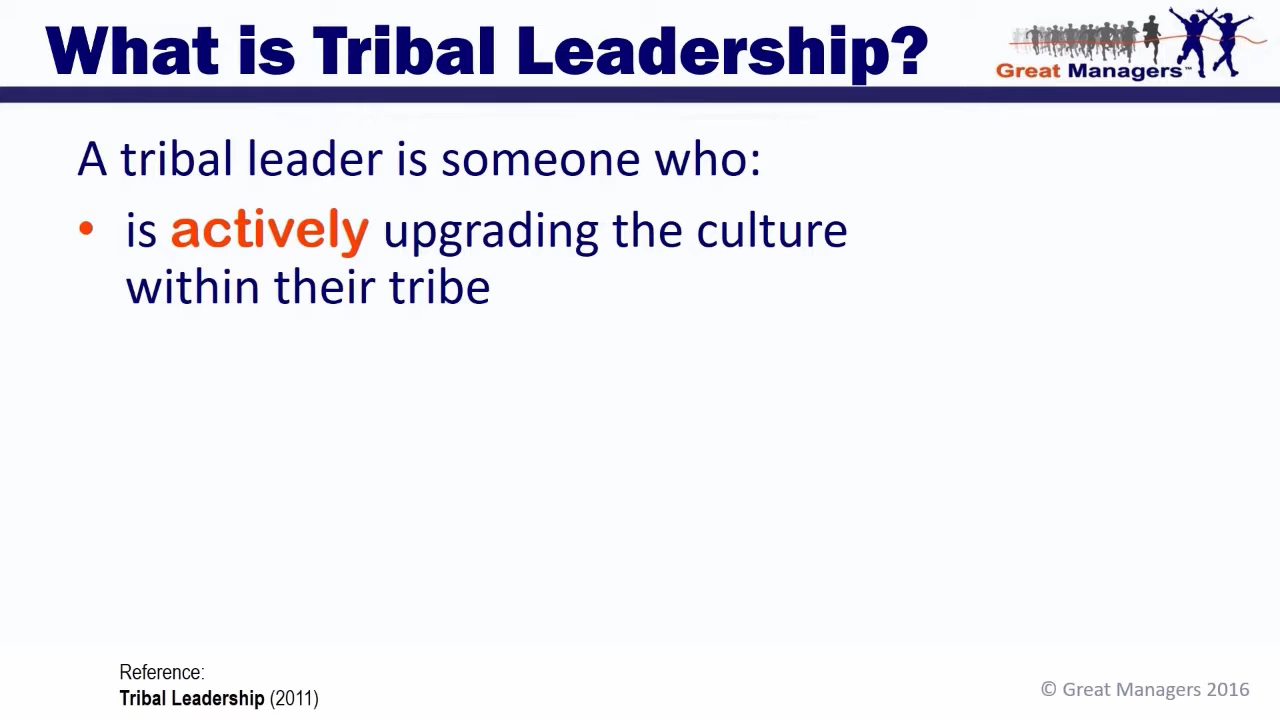 What is Tribal Leadership?
Great Managers™
A tribal leader is someone who:
• is actively upgrading the culture
within their tribe
Reference:
Tribal Leadership (2011)
© Great Managers 2016